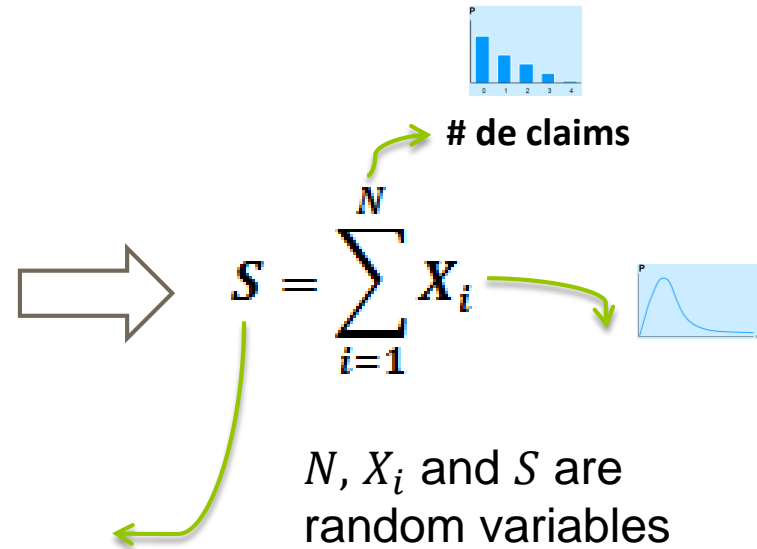 P
0 1 2 3 4
# de claims
N
S = ∑ X_i
i=1
P
N, X_i and S are
random variables